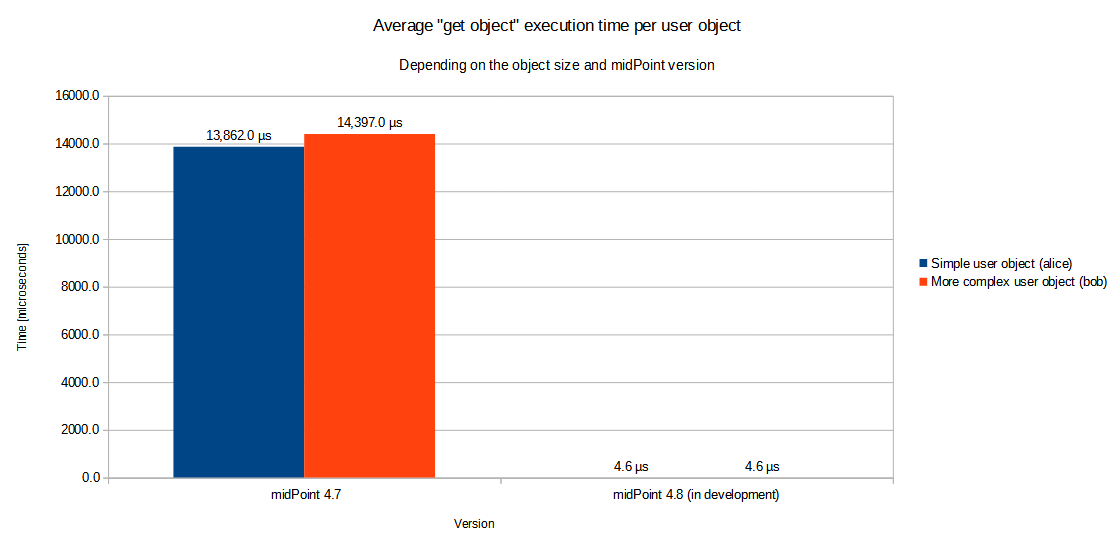 Average "get object" execution time per user object
Depending on the object size and midPoint version
16000.0
14000.0
12000.0
10000.0
8000.0
6000.0
4000.0
2000.0
0.0
TIme [microseconds]
13,862.0 µs
14,397.0 µs
4.6 µs
4.6 µs
midPoint 4.7
midPoint 4.8 (in development)
Version
Simple user object (alice)
More complex user object (bob)